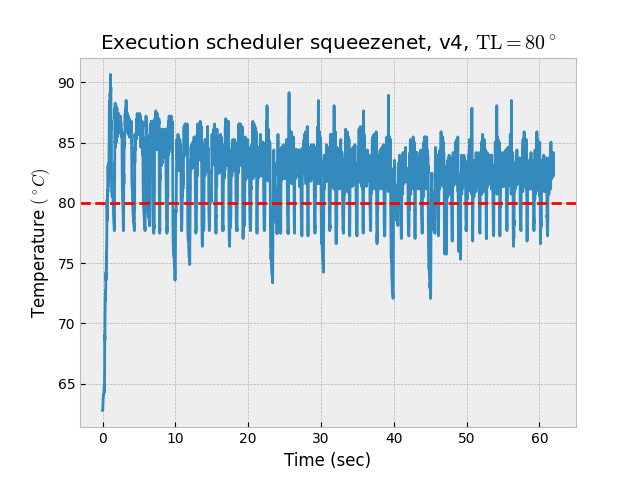 Execution scheduler squeezenet, v4, TL = 80°
90
85
80
75
70
65
Temperature (°C)
0 10 20 30 40 50 60
Time (sec)